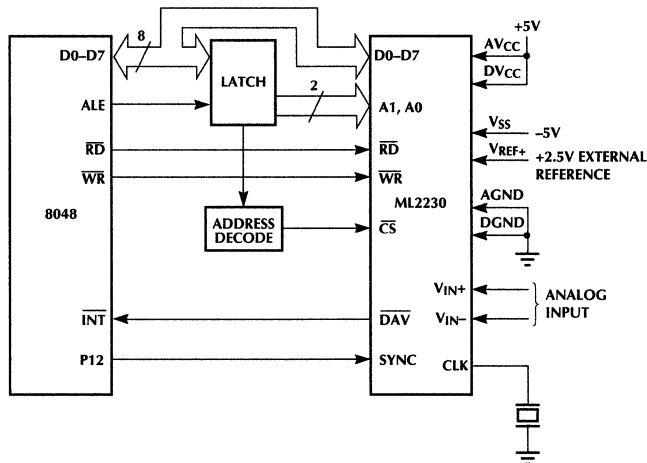 8048
D0–D7
ALE
RD
WR
INT
P12
8
LATCH
2
ADDRESS
DECODE
ML2230
D0–D7
A1, A0
RD
WR
CS
DAV
SYNC
+5V
AVCC
DVCC
VSS
–5V
VREF+
+2.5V EXTERNAL
REFERENCE
AGND
DGND
VIN+
VIN–
ANALOG
INPUT
CLK